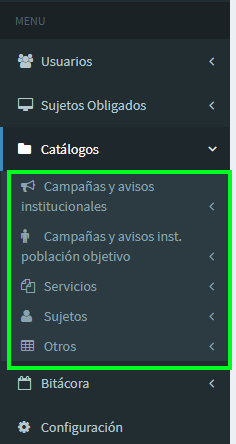 MENU
Usuarios
Sujetos Obligados
Catálogos
Campañas y avisos
institucionales
Campañas y avisos inst.
población objetivo
Servicios
Sujetos
Otros
Bitácora
Configuración